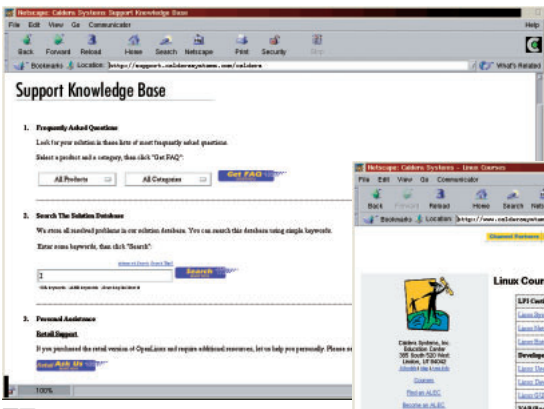 Netscape: Caldera Systems Support Knowledge Base
File Edit View Go Communicator Help
Back Forward Reload Home Search Netscape Print Security
Bookmarks Location: http://support.calderasystems.com/caldera What's Related
Support Knowledge Base
1. Frequently Asked Questions
Look for your solution in these lists of most frequently asked questions.
Select a product and a category, then click "Get FAQ":
All Products All Categories Get FAQ
2. Search The Solution Database
We store all resolved problems in our solution database. You can search this database using simple keywords.
Enter some keywords, then click "Search":
Search
3. Personal Assistance
Retail Support
If you purchased the retail version of OpenLinux and require additional resources, let us help you personally. Please
Ask Us
100%
Netscape: Caldera Systems - Linux Courses
File Edit View Go Communicator
Back Forward Reload Home Search
Bookmarks Location: http://www.calderasystems
Channel Partners
Linux Cour
Caldera Systems, Inc.
Education Center
Courses
Find an ALEC
Become an ALEC